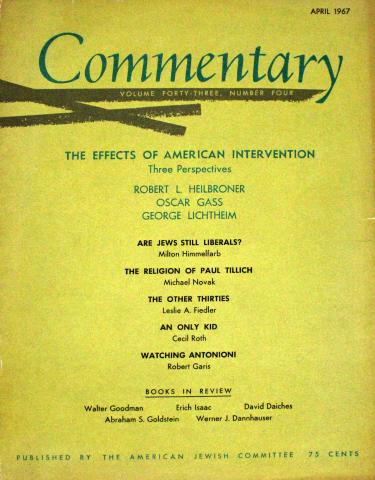 APRIL 1967
Commentary
VOLUME FORTY-THREE, NUMBER FOUR
THE EFFECTS OF AMERICAN INTERVENTION
Three Perspectives
ROBERT L. HEILBRONER
OSCAR GASS
GEORGE LICHTHEIM
ARE JEWS STILL LIBERALS?
Milton Himmelfarb
THE RELIGION OF PAUL TILLICH
Michael Novak
THE OTHER THIRTIES
Leslie A. Fiedler
AN ONLY KID
Cecil Roth
WATCHING ANTONIONI
Robert Garis
BOOKS IN REVIEW
Walter Goodman Erich Isaac David Daiches
Abraham S. Goldstein Werner J. Dannhauser
PUBLISHED BY THE AMERICAN JEWISH COMMITTEE 75 CENTS